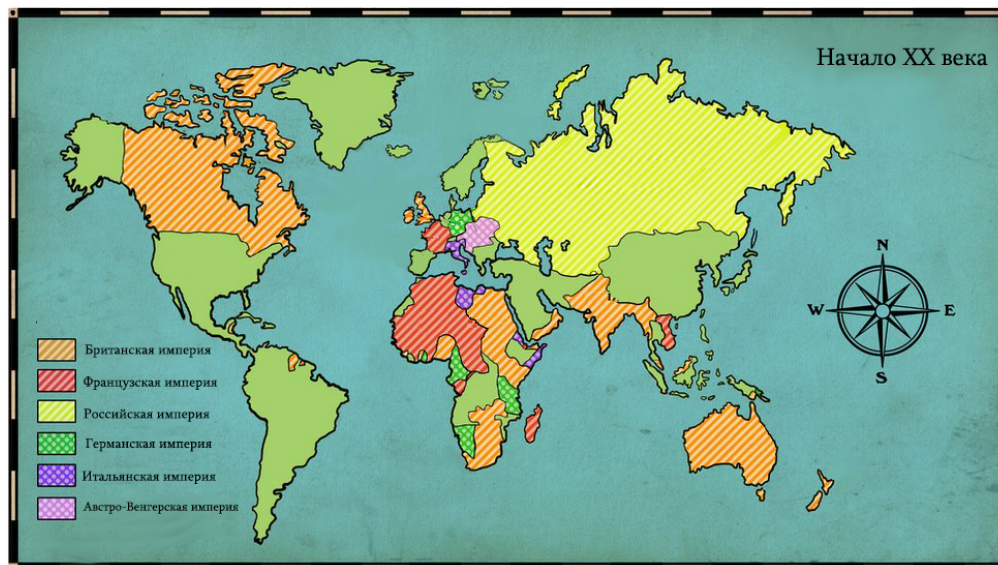 Начало XX века
N
W
E
S
Британская империя
Французская империя
Российская империя
Германская империя
Итальянская империя
Австро-Венгерская империя